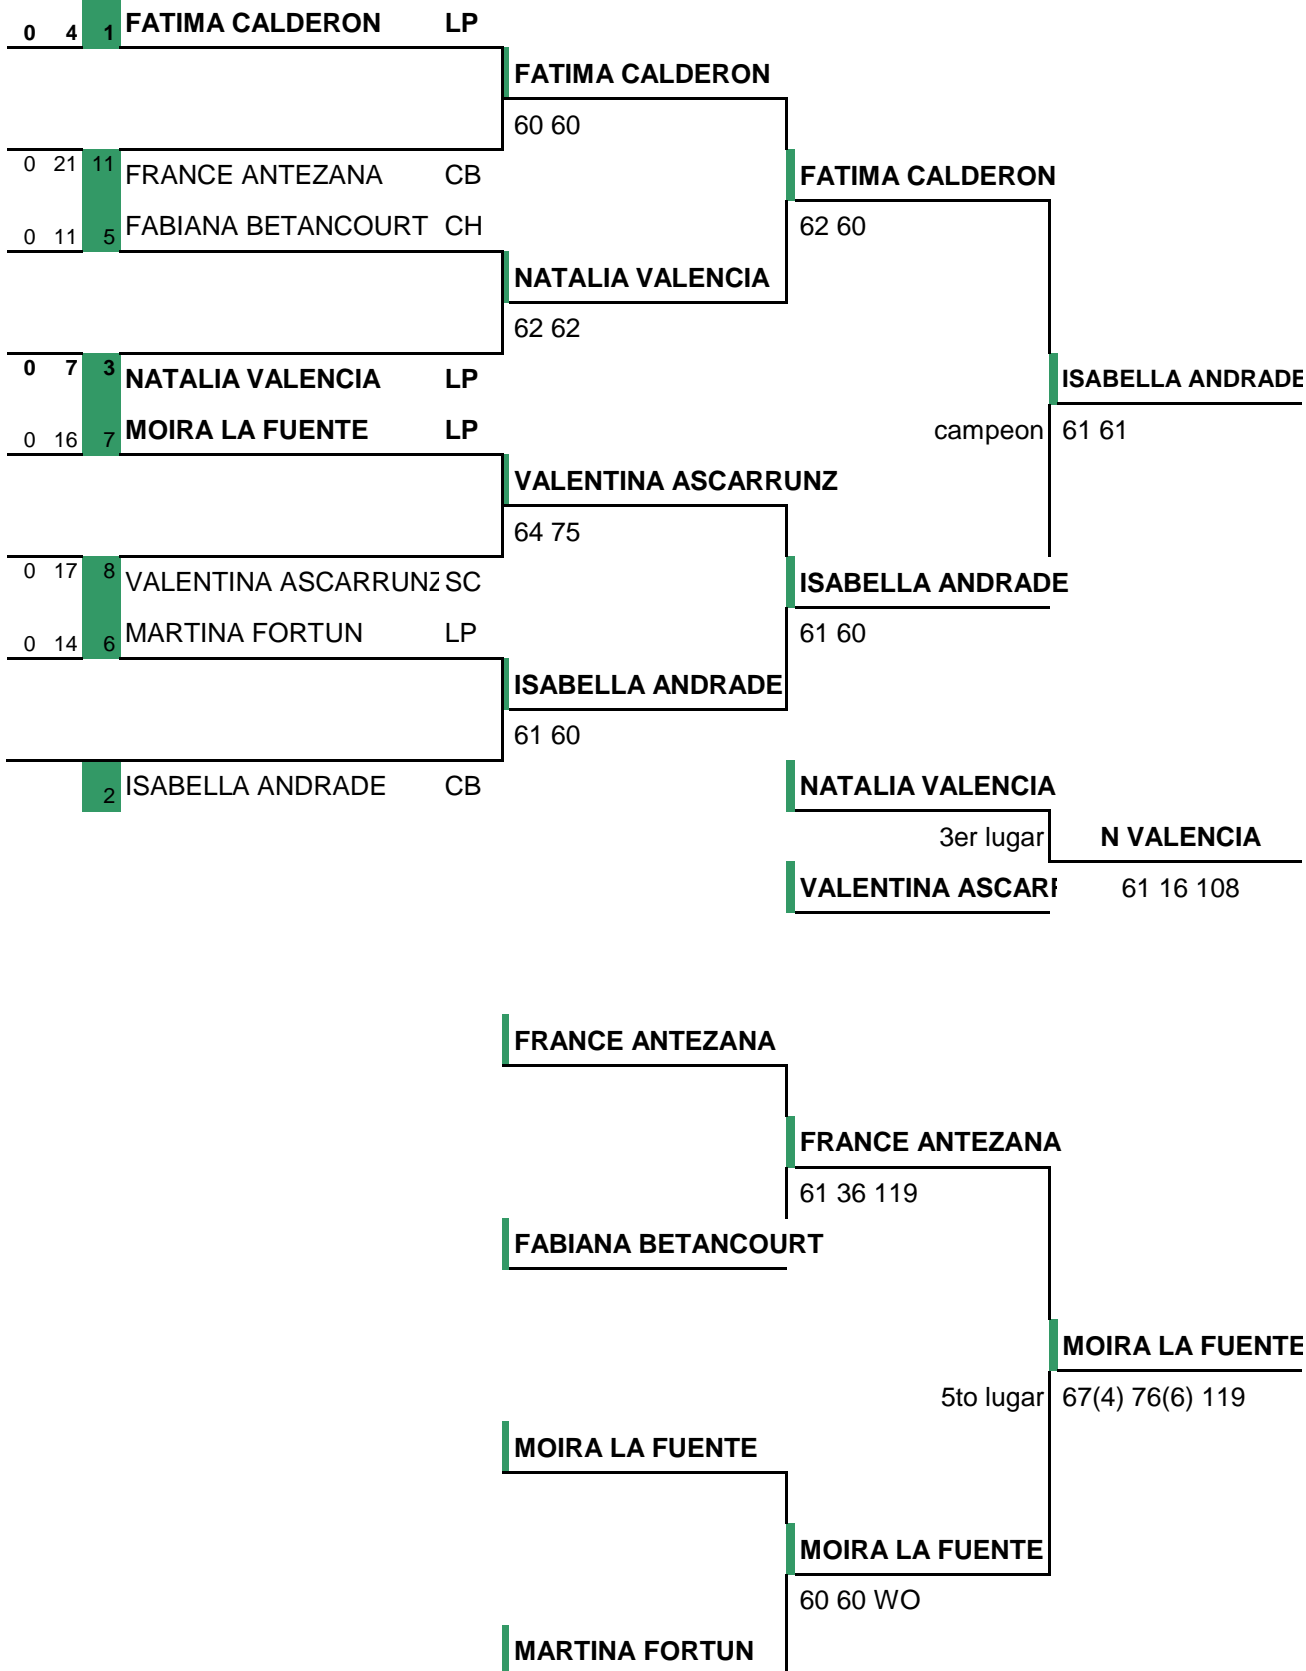 0 4 1 FATIMA CALDERON LP
FATIMA CALDERON
60 60
0 21 11 FRANCE ANTEZANA CB
FATIMA CALDERON
0 11 5 FABIANA BETANCOURT CH
62 60
NATALIA VALENCIA
62 62
0 7 3 NATALIA VALENCIA LP
ISABELLA ANDRADE
0 16 7 MOIRA LA FUENTE LP
campeon 61 61
VALENTINA ASCARRUNZ
64 75
0 17 8 VALENTINA ASCARRUNZ SC
ISABELLA ANDRADE
0 14 6 MARTINA FORTUN LP
61 60
ISABELLA ANDRADE
61 60
2 ISABELLA ANDRADE CB
NATALIA VALENCIA
3er lugar N VALENCIA
VALENTINA ASCARR
61 16 108
FRANCE ANTEZANA
FRANCE ANTEZANA
61 36 119
FABIANA BETANCOURT
MOIRA LA FUENTE
5to lugar 67(4) 76(6) 119
MOIRA LA FUENTE
MOIRA LA FUENTE
60 60 WO
MARTINA FORTUN